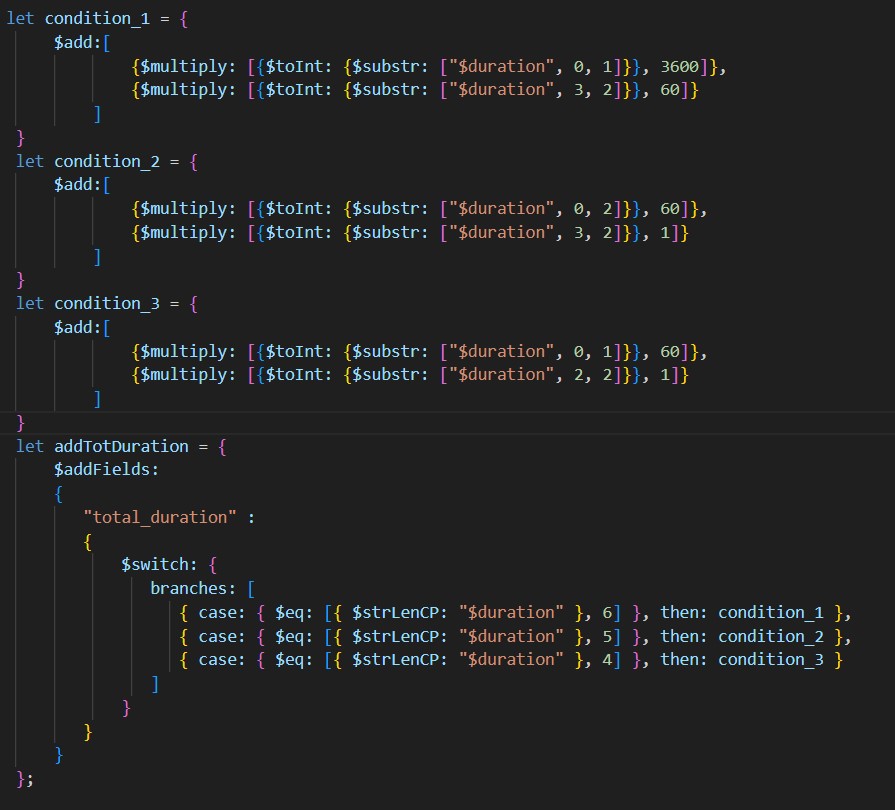 let condition_1 = {
$add:[
{$multiply: [{$toInt: {$substr: ["$duration", 0, 1]}}, 3600]},
{$multiply: [{$toInt: {$substr: ["$duration", 3, 2]}}, 60]}
]
}
let condition_2 = {
$add:[
{$multiply: [{$toInt: {$substr: ["$duration", 0, 2]}}, 60]},
{$multiply: [{$toInt: {$substr: ["$duration", 3, 2]}}, 1]}
]
}
let condition_3 = {
$add:[
{$multiply: [{$toInt: {$substr: ["$duration", 0, 1]}}, 60]},
{$multiply: [{$toInt: {$substr: ["$duration", 2, 2]}}, 1]}
]
}
let addTotDuration = {
$addFields:
{
"total_duration" :
{
$switch: {
branches: [
{ case: { $eq: [{ $strLenCP: "$duration" }, 6] }, then: condition_1 },
{ case: { $eq: [{ $strLenCP: "$duration" }, 5] }, then: condition_2 },
{ case: { $eq: [{ $strLenCP: "$duration" }, 4] }, then: condition_3 }
]
}
}
}
};